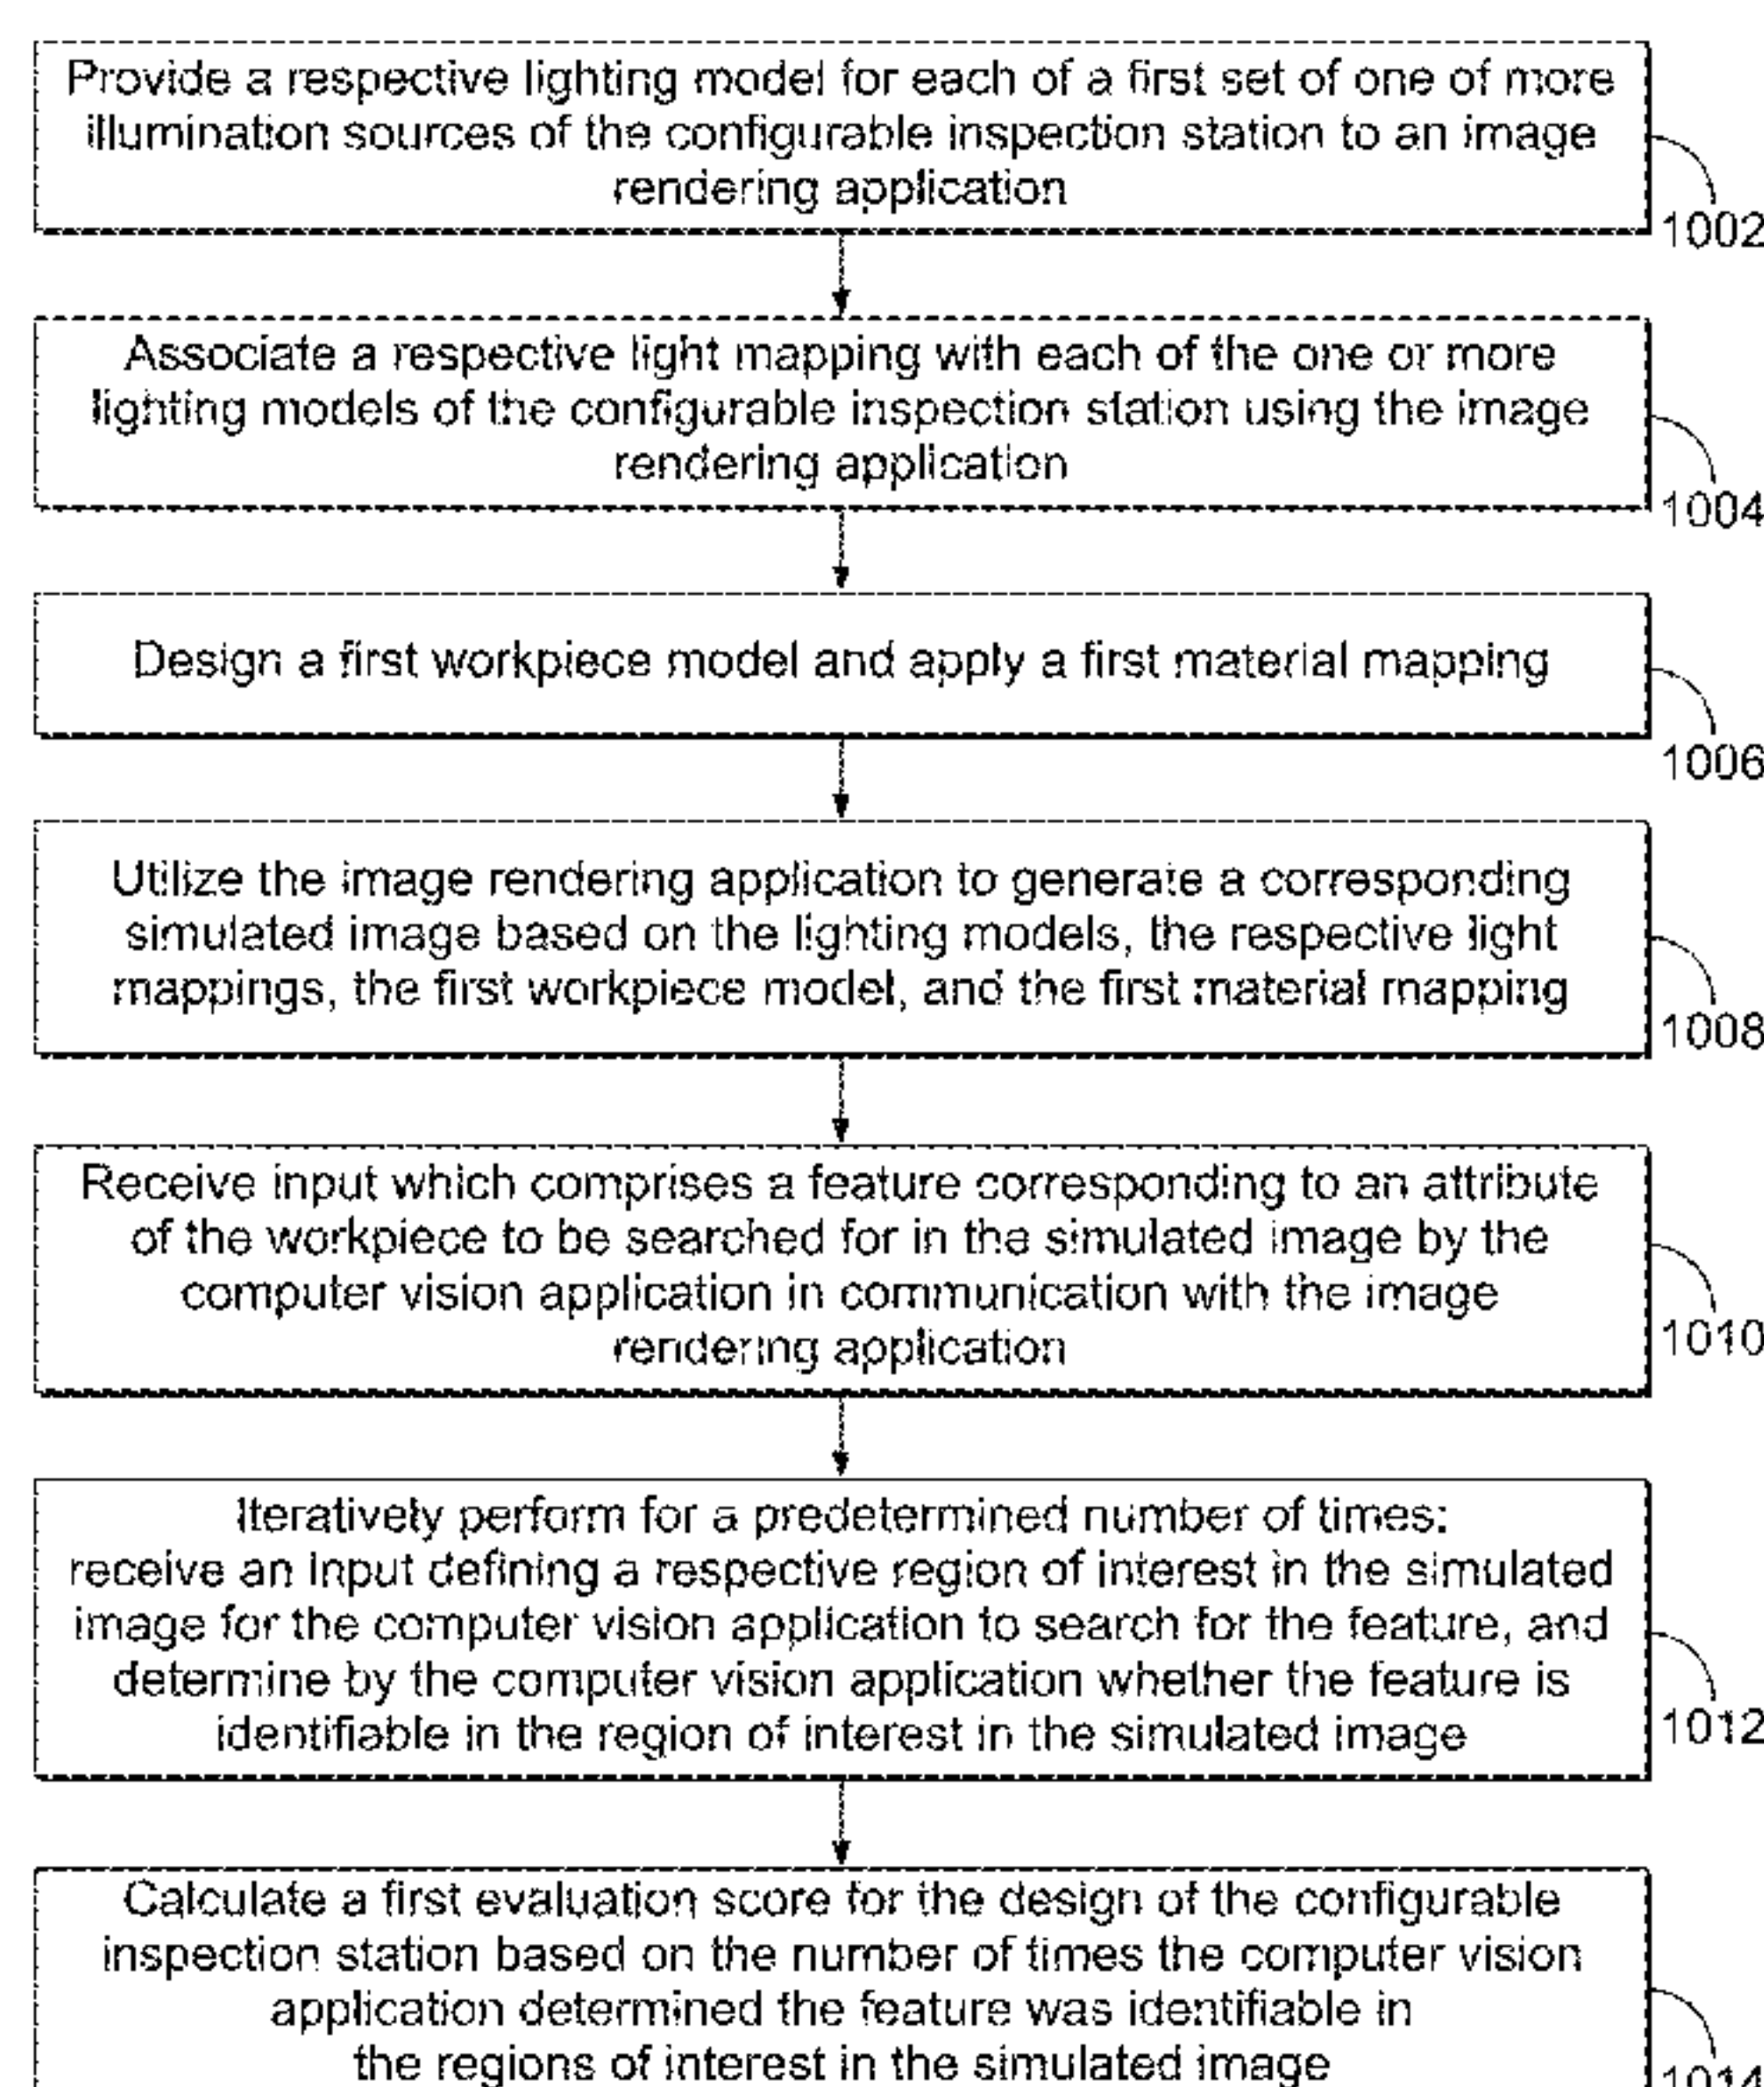 Provide a respective lighting model for each of a first set of one of more
illumination sources of the configurable inspection station to an image
rendering application
1002
Associate a respective light mapping with each of the one or more
lighting models of the configurable inspection station using the image
rendering application
1004
Design a first workpiece model and apply a first material mapping
1006
Utilize the image rendering application to generate a corresponding
simulated image based on the lighting models, the respective light
mappings, the first workpiece model, and the first material mapping
1008
Receive input which comprises a feature corresponding to an attribute
of the workpiece to be searched for in the simulated image by the
computer vision application in communication with the image
rendering application
1010
Iteratively perform for a predetermined number of times:
receive an input defining a respective region of interest in the simulated
image for the computer vision application to search for the feature, and
determine by the computer vision application whether the feature is
identifiable in the region of interest in the simulated image
1012
Calculate a first evaluation score for the design of the configurable
inspection station based on the number of times the computer vision
application determined the feature was identifiable in
the regions of interest in the simulated image
1014